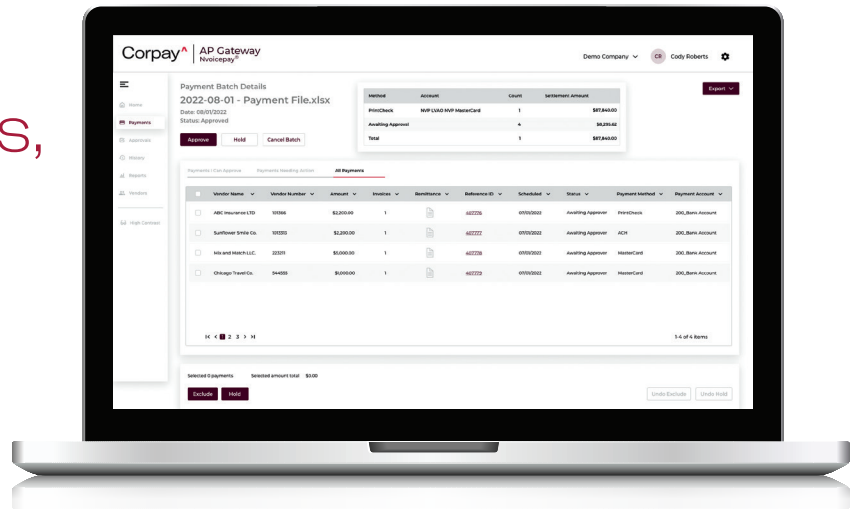 s,
Corpay^ AP Gateway
Nvoicepay®
Demo Company CR Cody Roberts
Payment Batch Details
2022-08-01 - Payment File.xlsx
Date: 08/01/2022
Status: Approved
Approve Hold Cancel Batch
Method Account Count Settlement Amount
PrintCheck NVP LVAO NVP MasterCard 1 $87,840.00
Awaiting Approval 4
Total 1 $87,840.00
Export
Home
Payments
Approvals
History
Reports
Vendors
High Contrast
Payments I Can Approve Payments Needing Action All Payments
Vendor Name Vendor Number Amount Invoices Remittance Reference ID Scheduled Status Payment Method Payment Account
ABC Insurance LTD 101366 $2,200.00 1 407776 07/01/2022 Awaiting Approver PrintCheck 200_Bank Account
Sunflower Smile Co. $2,200.00 1 407777 07/01/2022 Awaiting Approver ACH 200_Bank Account
Mix and Match LLC. 223211 $5,000.00 1 407778 07/01/2022 Awaiting Approver MasterCard 200_Bank Account
Chicago Travel Co. $1,000.00 1 407779 07/01/2022 Awaiting Approver MasterCard 200_Bank Account
1 2 3
1-4 of 4 items
Selected 0 payments Selected amount total $0.00
Exclude Hold Undo Exclude Undo Hold